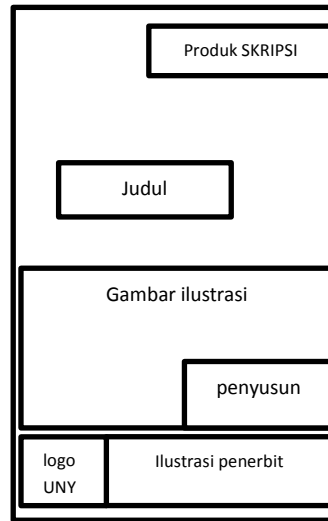 Produk SKRIPSI
Judul
Gambar ilustrasi
penyusun
logo
UNY
Ilustrasi penerbit